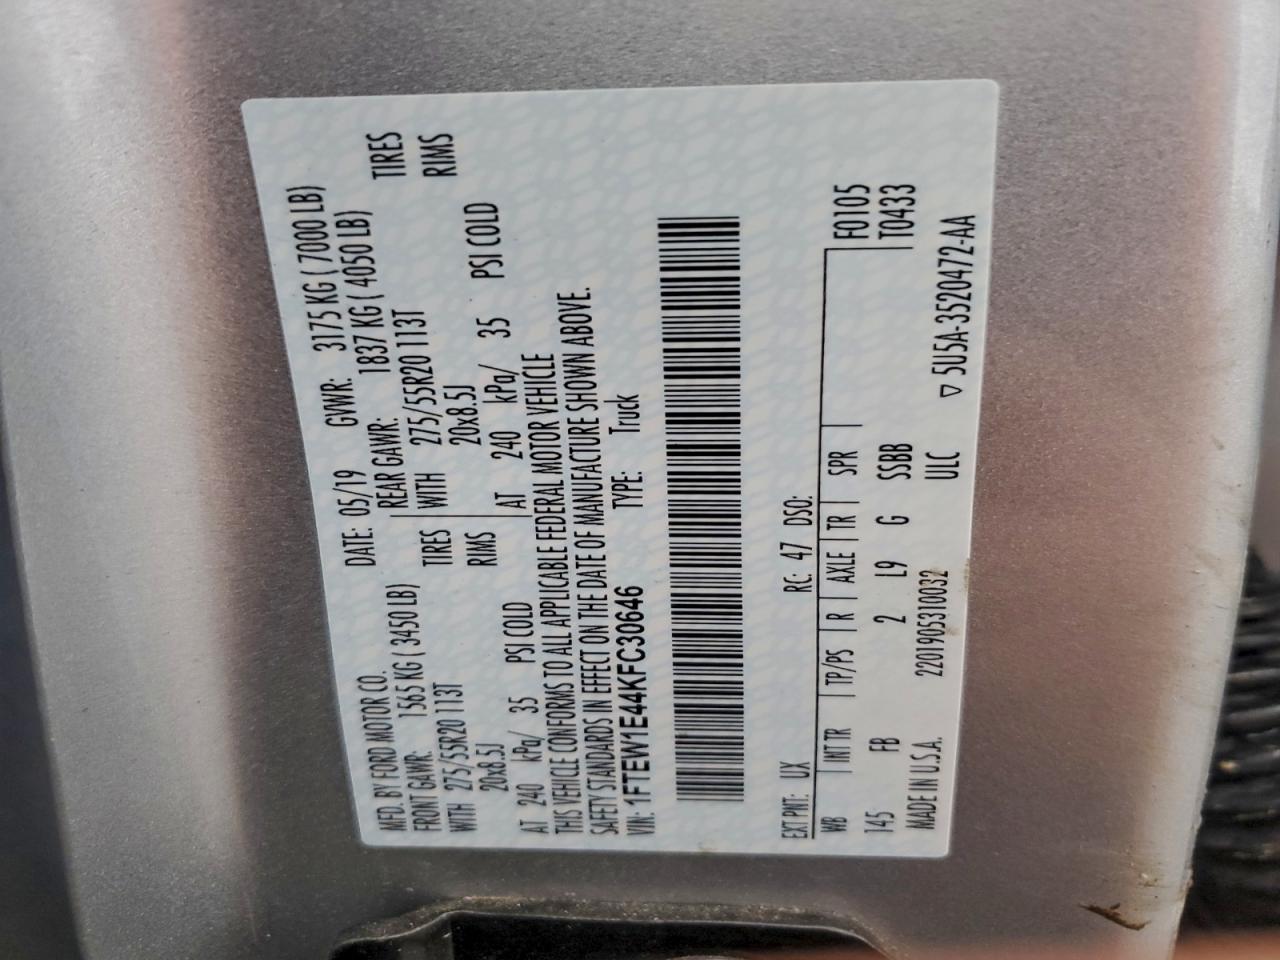 MFD. BY FORD MOTOR CO.
DATE: 05/19 GVWR: 3175 KG ( 7000 LB)
FRONT GAWR: 1565 KG ( 3450 LB)
REAR GAWR: 1837 KG ( 4050 LB)
WITH 275/55R20 113T TIRES
WITH 275/55R20 113T TIRES
20x8.5J RIMS
20x8.5J RIMS
AT 240 kPa/ 35 PSI COLD
AT 240 kPa/ 35 PSI COLD
THIS VEHICLE CONFORMS TO ALL APPLICABLE FEDERAL MOTOR VEHICLE
SAFETY STANDARDS IN EFFECT ON THE DATE OF MANUFACTURE SHOWN ABOVE.
VIN: 1FTEW1E44KFC30646 TYPE: Truck
EXT PNT: UX RC: 47 DSO:
WB INT TR TP/PS R AXLE TR SPR F0105
145 FB 2 L9 G SSBB T0433
MADE IN U.S.A. 2201905310032 ULC ▽ 5U5A-3520472-AA